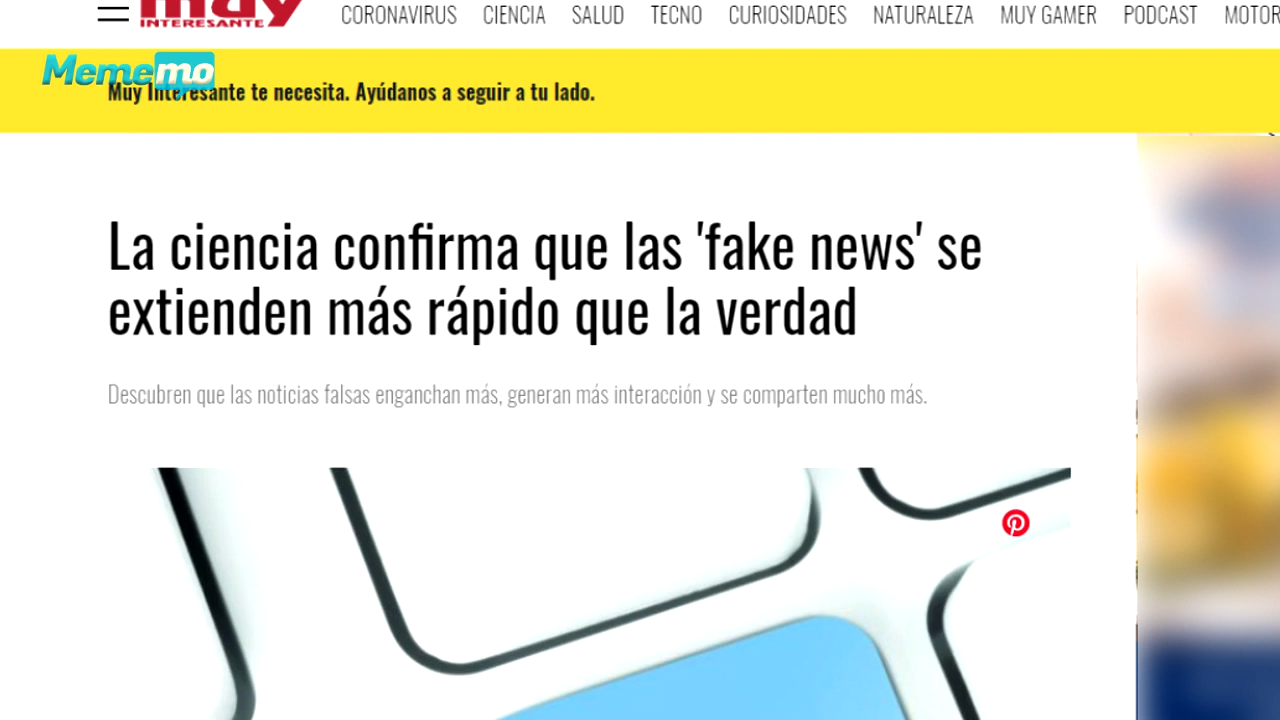 muy
INTERESANTE
CORONAVIRUS CIENCIA SALUD TECNO CURIOSIDADES NATURALEZA MUY GAMER PODCAST MOTOR
Mememo
Muy Interesante te necesita. Ayúdanos a seguir a tu lado.
La ciencia confirma que las 'fake news' se
extienden más rápido que la verdad
Descubren que las noticias falsas enganchan más, generan más interacción y se comparten mucho más.